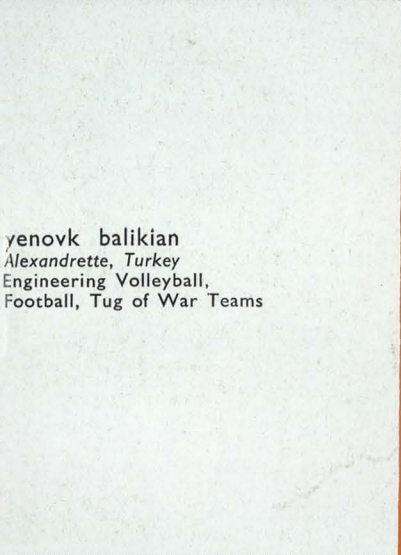 yenovk balikian
Alexandrette, Turkey
Engineering Volleyball,
Football, Tug of War Teams